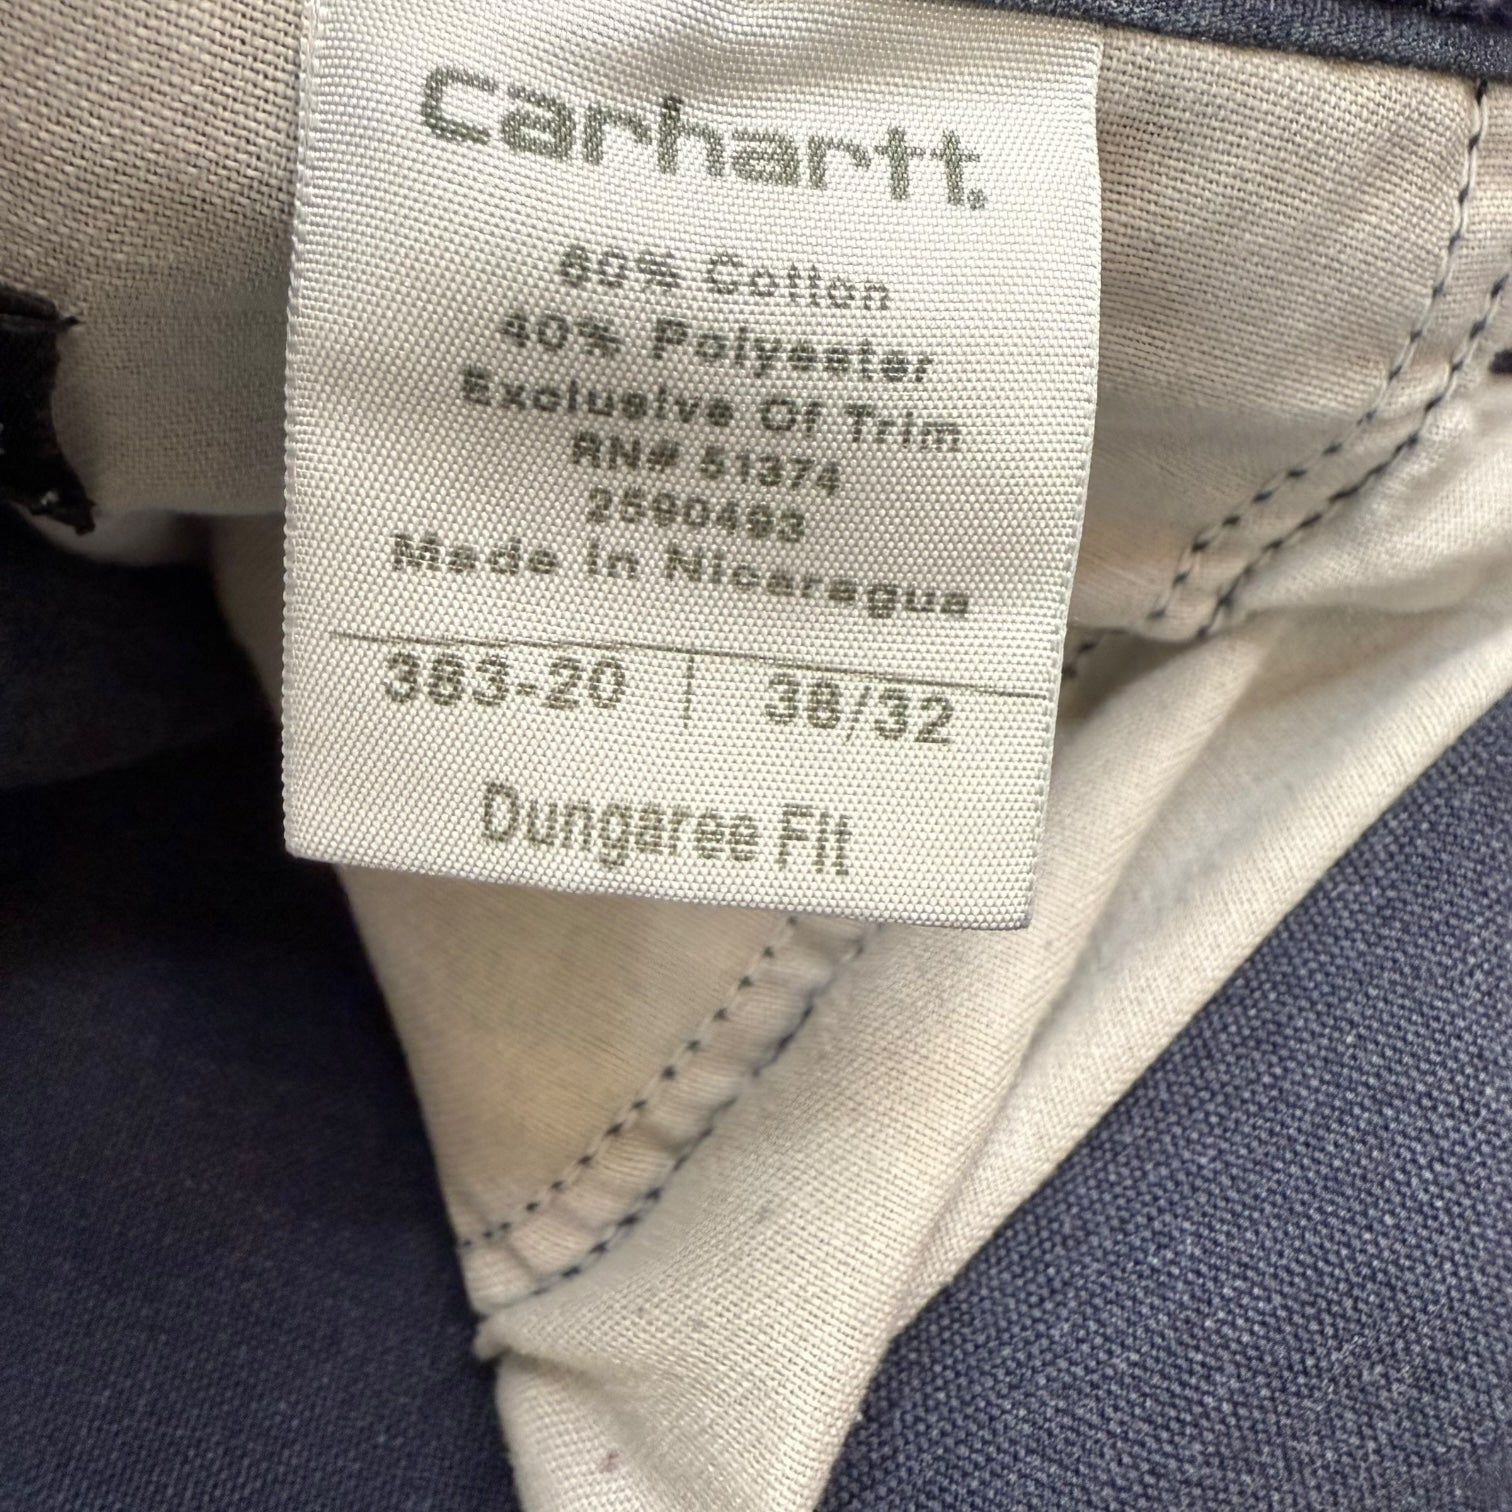 carhartt.
60% Cotton
40% Polyester
Exclusive Of Trim
RN# 51374
2590493
Made in Nicaragua
383-20 | 38/32
Dungaree Fit